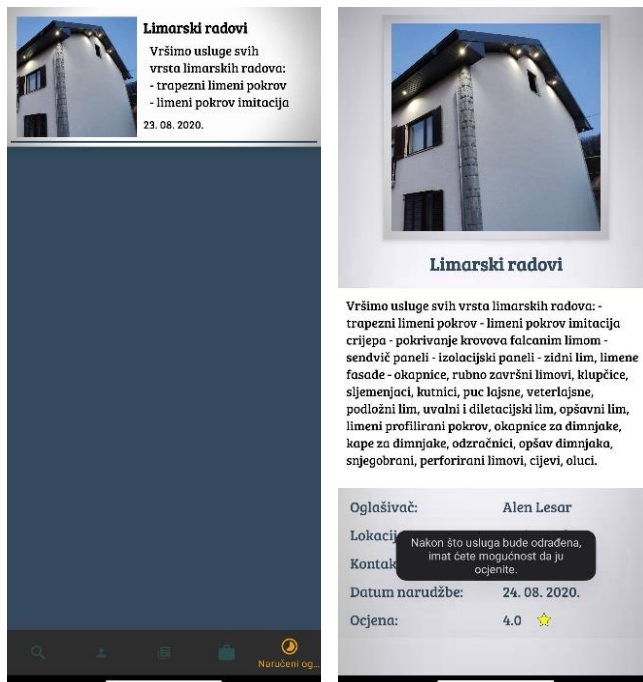 Limarski radovi
Vršimo usluge svih
vrsta limarskih radova:
- trapezni limeni pokrov
- limeni pokrov imitacija
23. 08. 2020.
Naručeni og...
Limarski radovi
Vršimo usluge svih vrsta limarskih radova: -
trapezni limeni pokrov - limeni pokrov imitacija
crijepa - pokrivanje krovova falcanim limom -
sendvič paneli - izolacijski paneli - zidni lim, limene
fasade - okapnice, rubno završni limovi, klupčice,
sljemenjaci, kutnici, puc lajsne, veterlajsne,
podložni lim, uvalni i diletacijski lim, opšavni lim,
limeni profilirani pokrov, okapnice za dimnjake,
kape za dimnjake, odzračnici, opšav dimnjaka,
snjegobrani, perforirani limovi, cijevi, oluci.
Oglašivač: Alen Lesar
Lokacij
Kontak
Nakon što usluga bude odrađena,
imat ćete mogućnost da ju
ocjenite.
Datum narudžbe: 24. 08. 2020.
Ocjena: 4.0